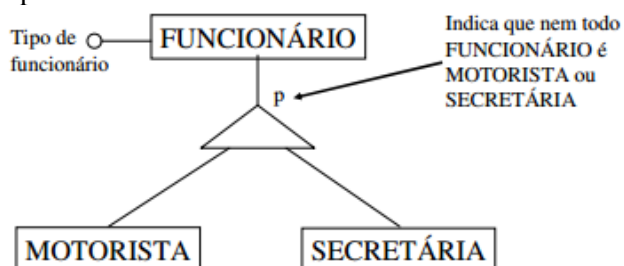 Tipo de
funcionário
FUNCIONÁRIO
Indica que nem todo
FUNCIONÁRIO é
MOTORISTA ou
SECRETÁRIA
p
MOTORISTA
SECRETÁRIA